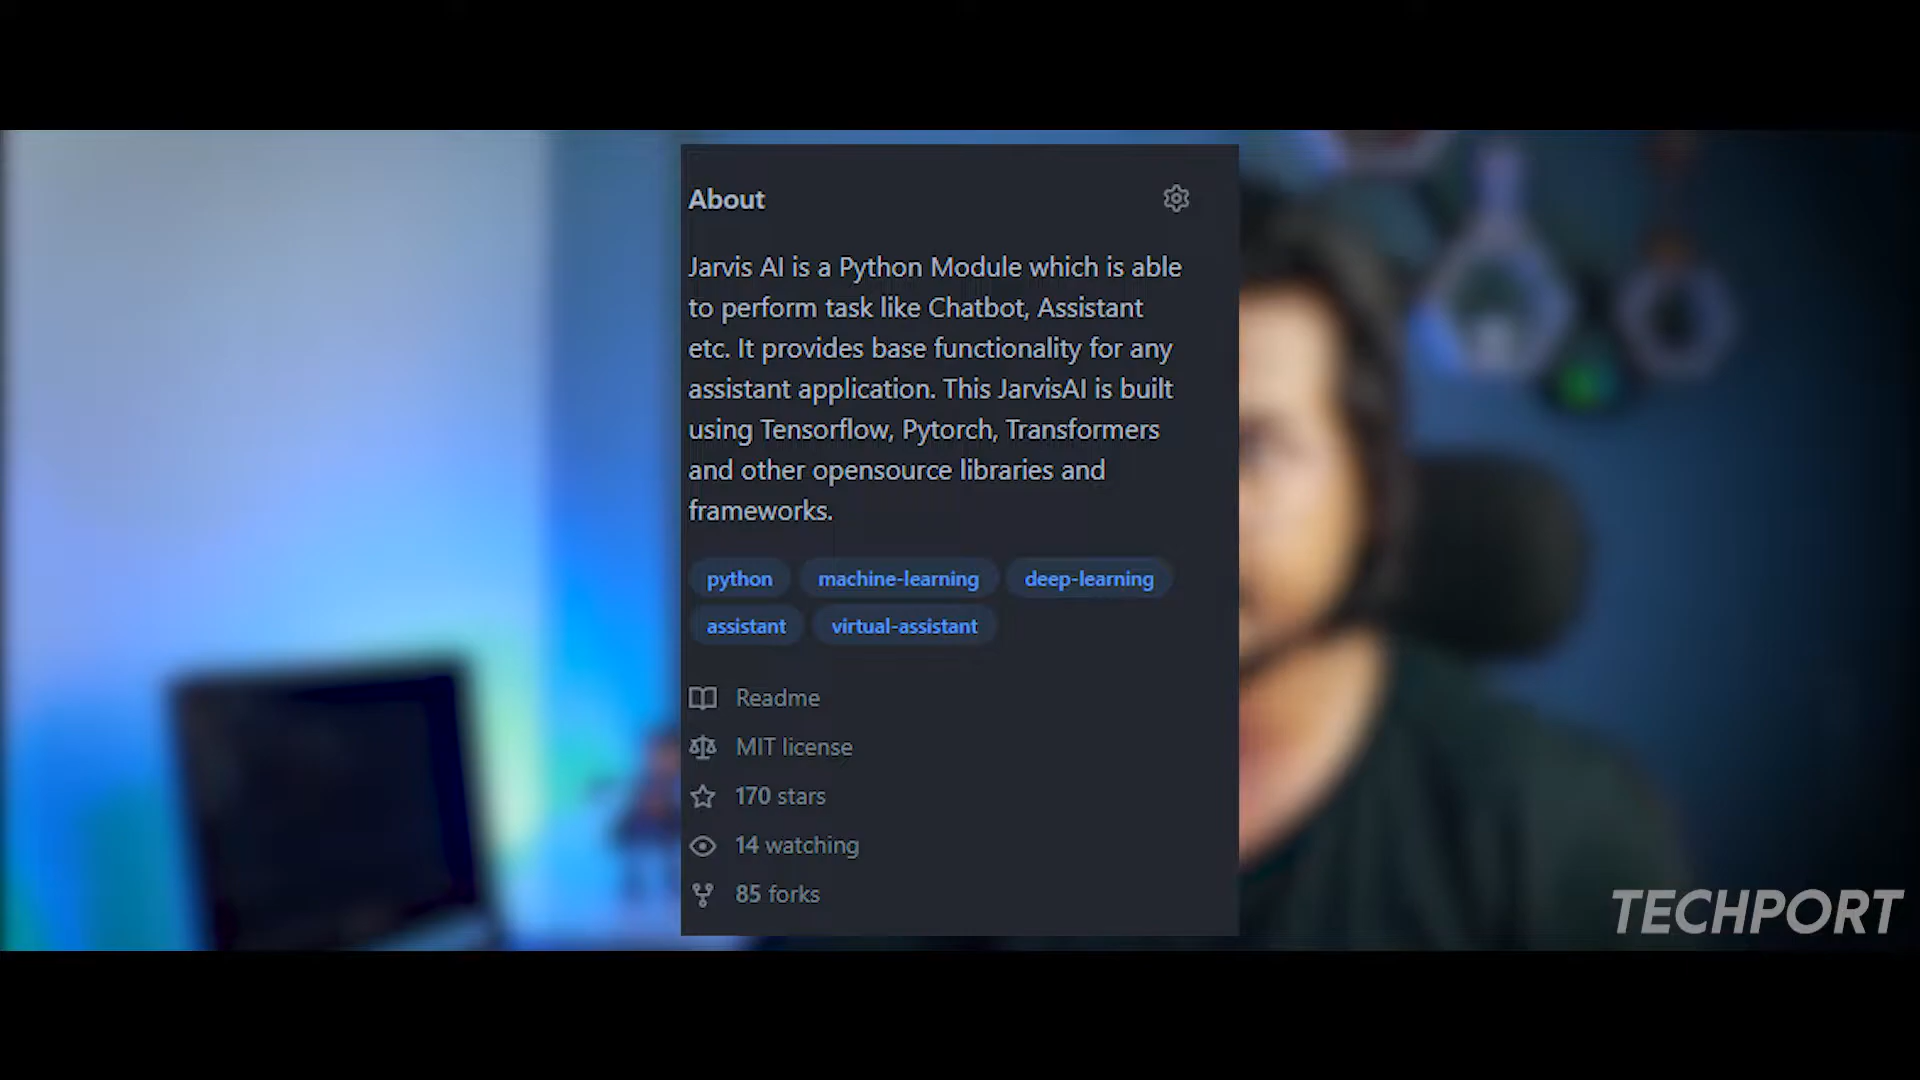 About
Jarvis AI is a Python Module which is able
to perform task like Chatbot, Assistant
etc. It provides base functionality for any
assistant application. This JarvisAI is built
using Tensorflow, Pytorch, Transformers
and other opensource libraries and
frameworks.
python machine-learning deep-learning
assistant virtual-assistant
Readme
MIT license
170 stars
14 watching
85 forks
TECHPORT